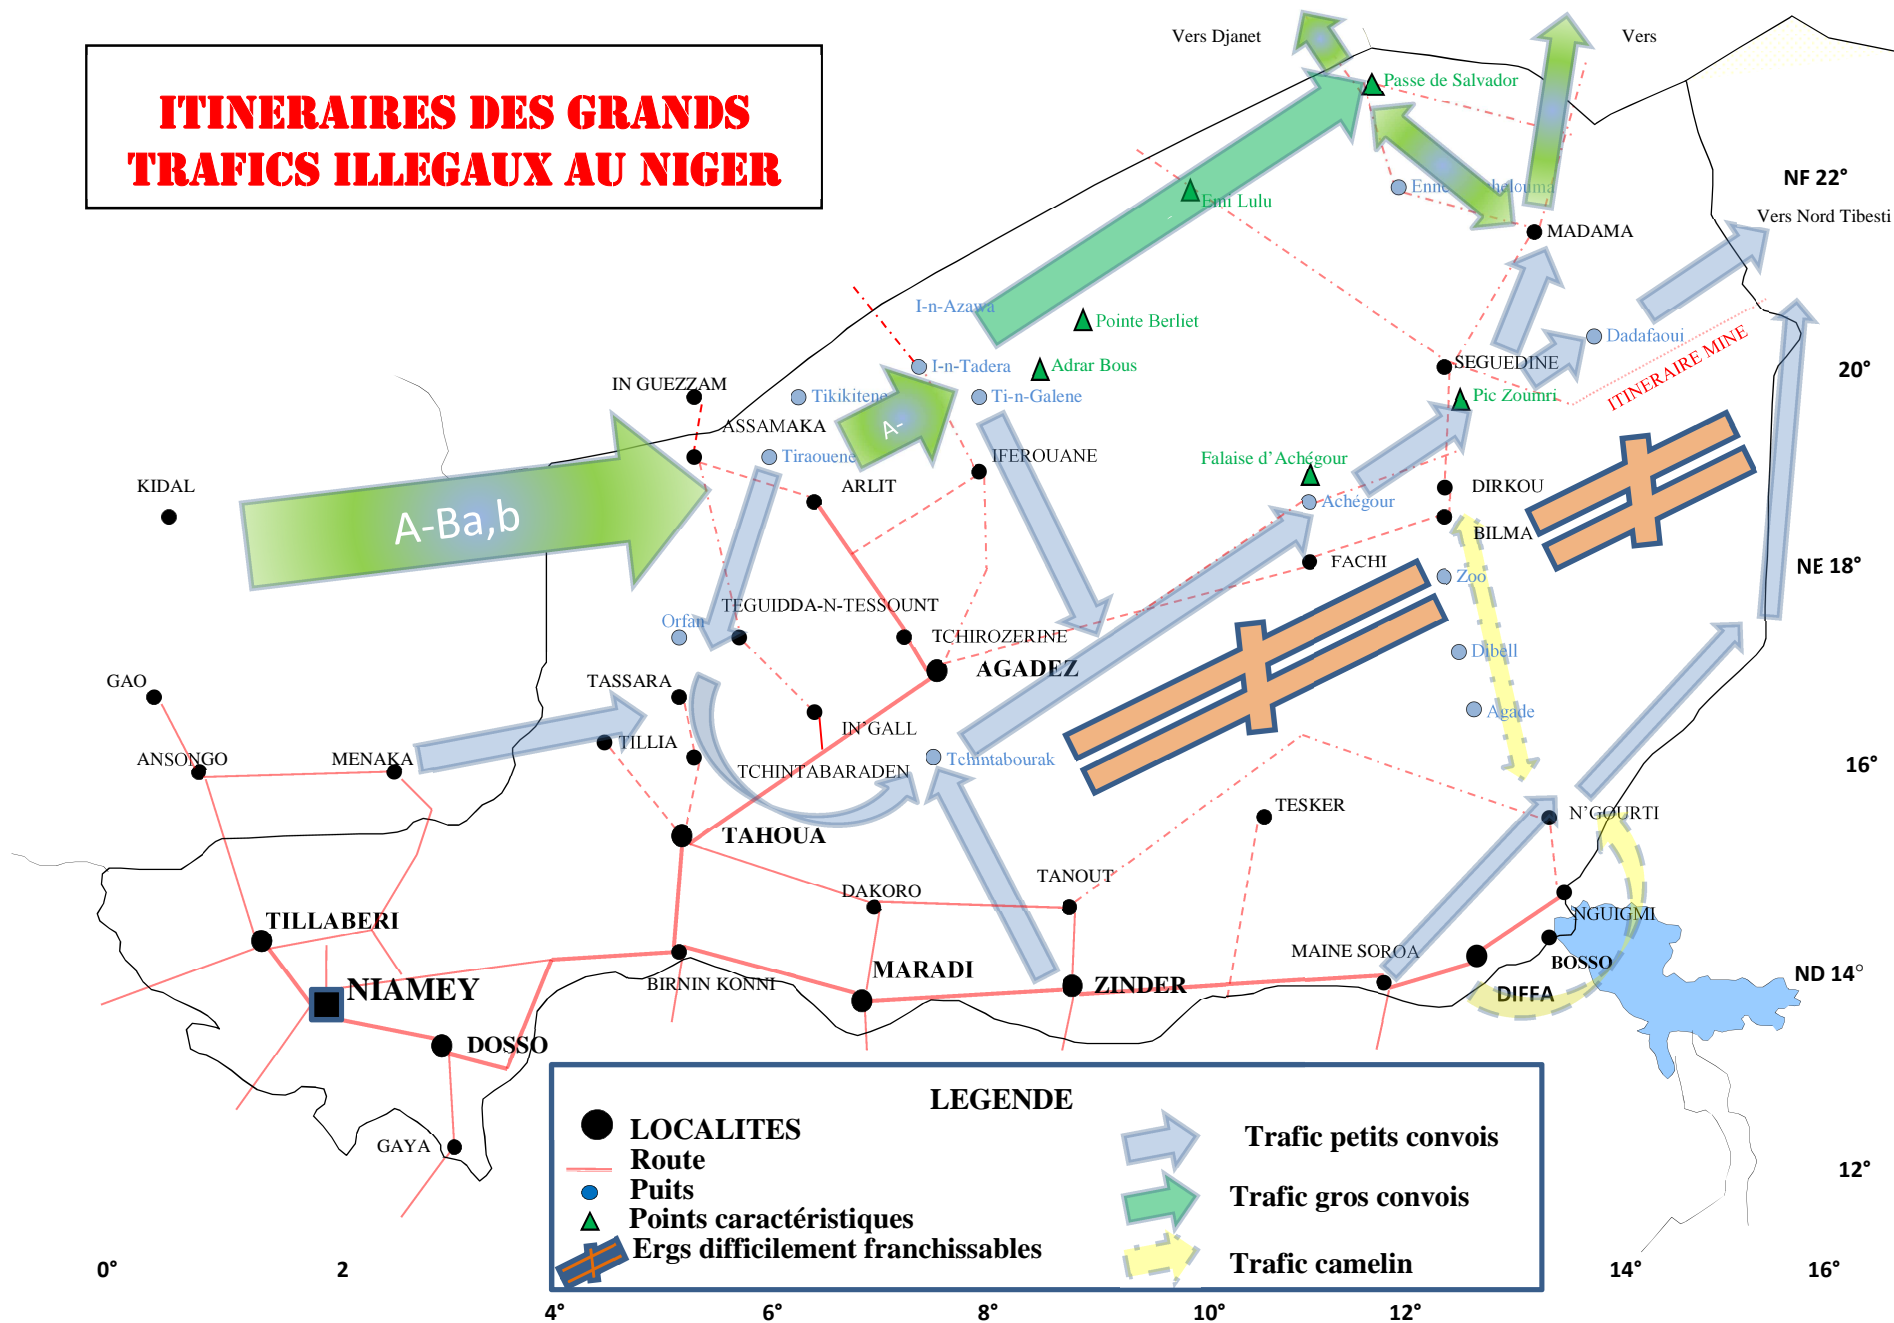 ITINERAIRES DES GRANDS
TRAFICS ILLEGAUX AU NIGER
Vers Djanet
Vers
Passe de Salvador
NF 22°
Emi Lulu
MADAMA
Vers Nord Tibesti
I-n-Azawa
Pointe Berliet
Dadafaoui
I-n-Tadera
Adrar Bous
SEGUEDINE
ITINERAIRE MINE
20°
IN GUEZZAM
Tikikitene
Ti-n-Galene
Pic Zoumri
ASSAMAKA
A-
Tiraouene
IFEROUANE
Falaise d'Achégour
KIDAL
ARLIT
Achégour
DIRKOU
A-Ba,b
BILMA
FACHI
Zoo
NE 18°
TEGUIDDA-N-TESSOUNT
Orfan
TCHIROZERINE
Dibell
AGADEZ
GAO
TASSARA
Agade
IN'GALL
TILLIA
ANSONGO
MENAKA
TCHINTABARADEN
Tchintabourak
16°
TESKER
N'GOURTI
TAHOUA
TANOUT
DAKORO
NGUIGMI
TILLABERI
MAINE SOROA
BOSSO
MARADI
ND 14°
NIAMEY
BIRNIN KONNI
ZINDER
DIFFA
DOSSO
GAYA
LEGENDE
LOCALITES
Route
Puits
Points caractéristiques
Ergs difficilement franchissables
Trafic petits convois
Trafic gros convois
Trafic camelin
12°
0°
2
14°
16°
4°
6°
8°
10°
12°